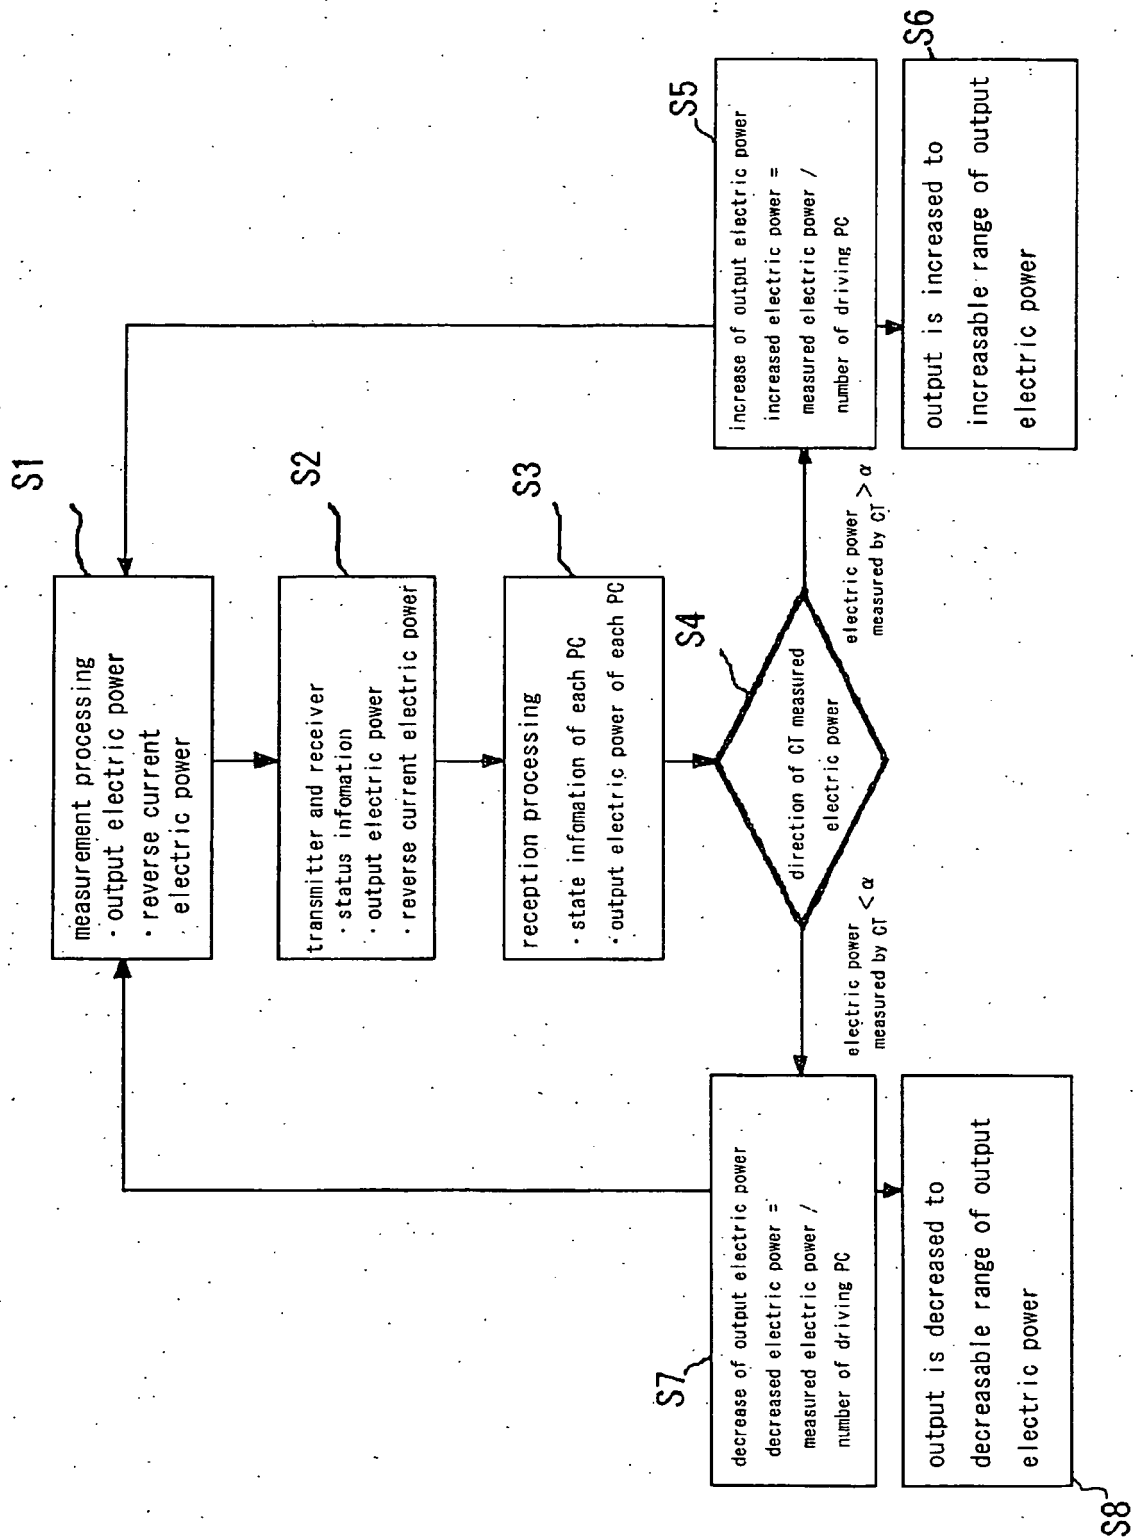 S1
measurement processing
・output electric power
・reverse current
electric power
S2
transmitter and receiver
・status infomation
・output electric power
・reverse current electric power
S3
reception processing
・state infomation of each PC
・output electric power of each PC
S4
direction of CT measured
electric power
electric power
measured by CT > α
S5
increase of output electric power
increased electric power =
measured electric power /
number of driving PC
S6
output is increased to
increasable range of output
electric power
electric power
measured by CT < α
S7
decrease of output electric power
decreased electric power =
measured electric power /
number of driving PC
S8
output is decreased to
decreasable range of output
electric power